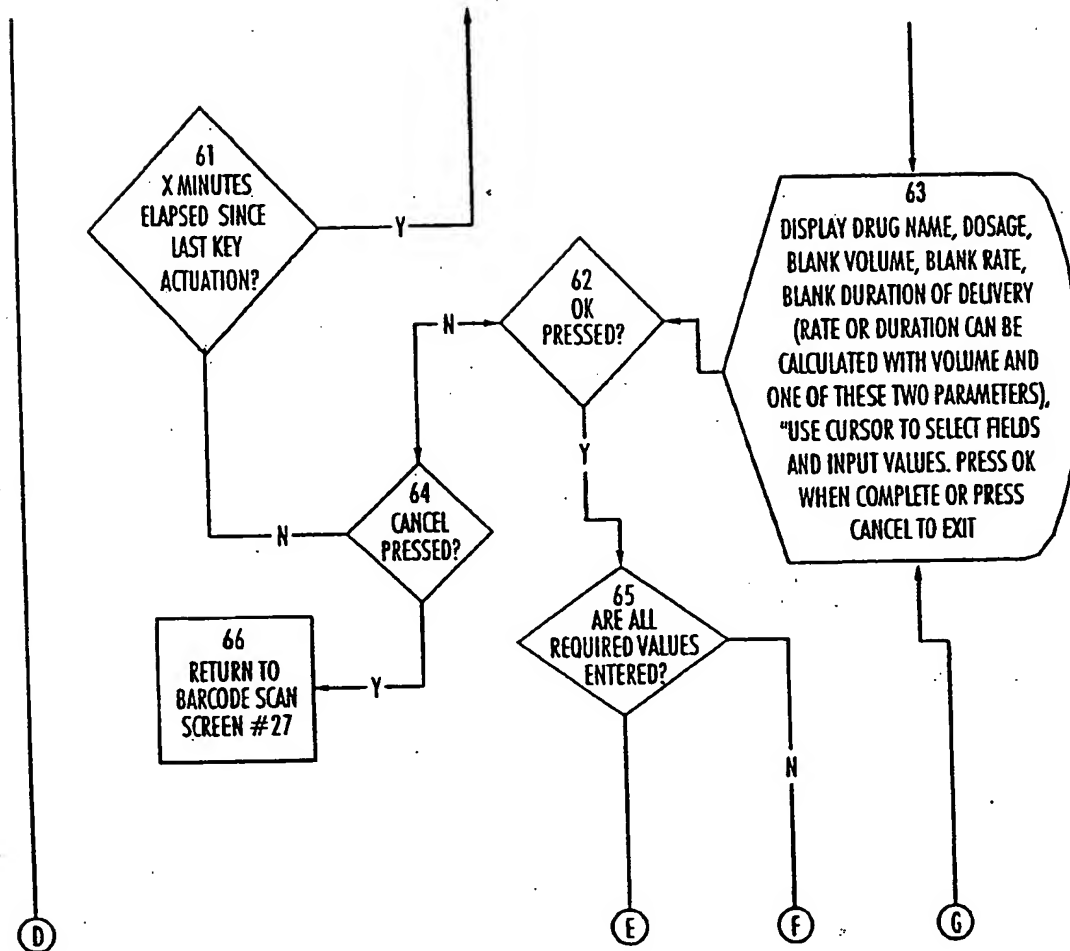 61
X MINUTES
ELAPSED SINCE
LAST KEY
ACTUATION?
Y
62
OK
PRESSED?
N
Y
63
DISPLAY DRUG NAME, DOSAGE,
BLANK VOLUME, BLANK RATE,
BLANK DURATION OF DELIVERY
(RATE OR DURATION CAN BE
CALCULATED WITH VOLUME AND
ONE OF THESE TWO PARAMETERS),
"USE CURSOR TO SELECT FIELDS
AND INPUT VALUES. PRESS OK
WHEN COMPLETE OR PRESS
CANCEL TO EXIT
64
CANCEL
PRESSED?
N
Y
65
ARE ALL
REQUIRED VALUES
ENTERED?
N
66
RETURN TO
BARCODE SCAN
SCREEN #27
D
E
F
G